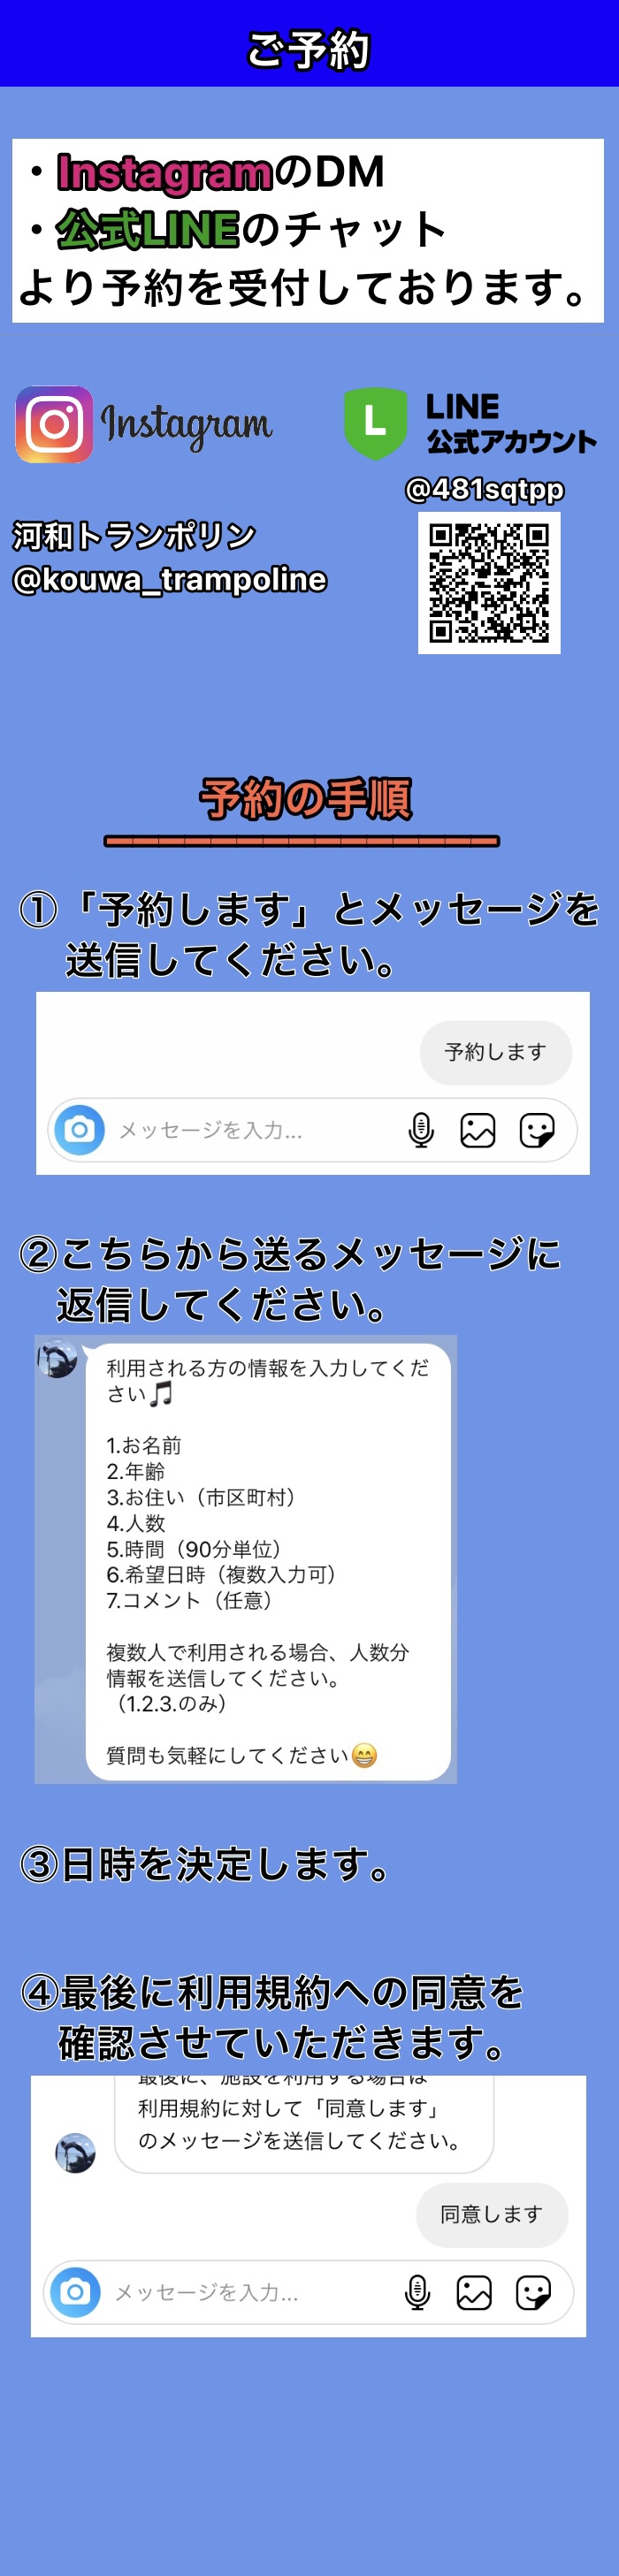 ご予約
・InstagramのDM
・公式LINEのチャット
より予約を受付しております。
Instagram
L
LINE
公式アカウント
@481sqtpp
河和トランポリン
@kouwa_trampoline
予約の手順
①「予約します」とメッセージを
送信してください。
予約します
メッセージを入力...
②こちらから送るメッセージに
返信してください。
利用される方の情報を入力してくだ
さい🎵
1.お名前
2.年齢
3.お住い（市区町村）
4.人数
5.時間（90分単位）
6.希望日時（複数入力可）
7.コメント（任意）
複数人で利用される場合、人数分
情報を送信してください。
（1.2.3.のみ）
質問も気軽にしてください😁
③日時を決定します。
④最後に利用規約への同意を
確認させていただきます。
最後に、施設を利用する場合は
利用規約に対して「同意します」
のメッセージを送信してください。
同意します
メッセージを入力...